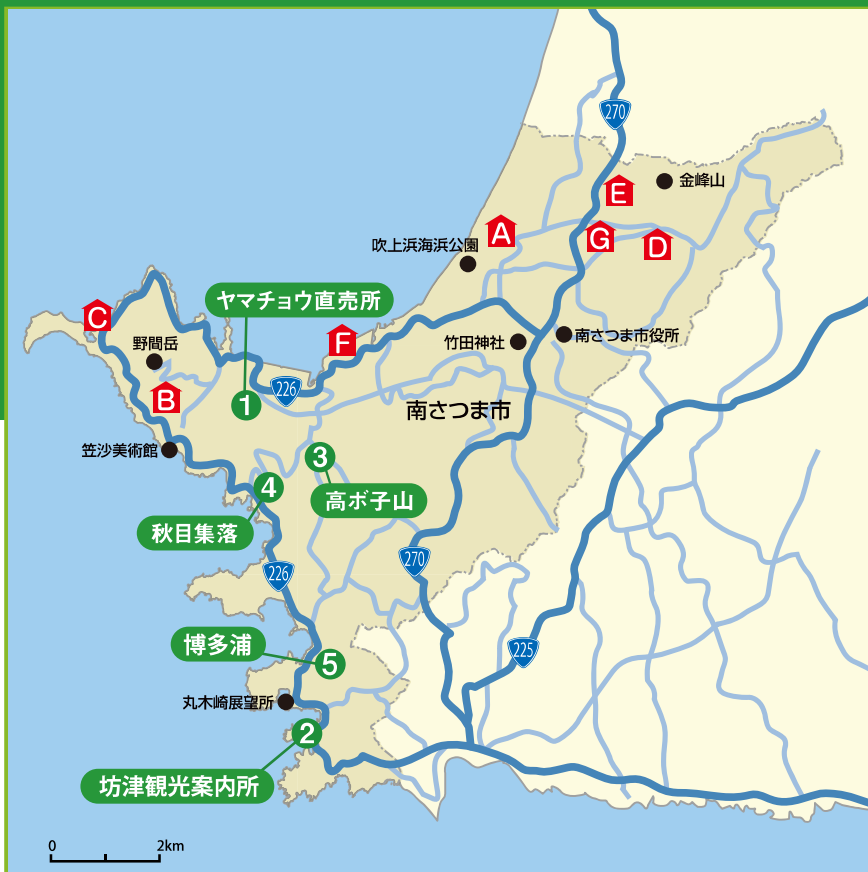 270
金峰山
E
A
G
D
吹上浜海浜公園
ヤマチョウ直売所
C
F
野間岳
竹田神社
南さつま市役所
226
B
1
南さつま市
笠沙美術館
3
4
高ボ子山
秋目集落
270
226
博多浦
225
5
丸木崎展望所
2
坊津観光案内所
0
2km